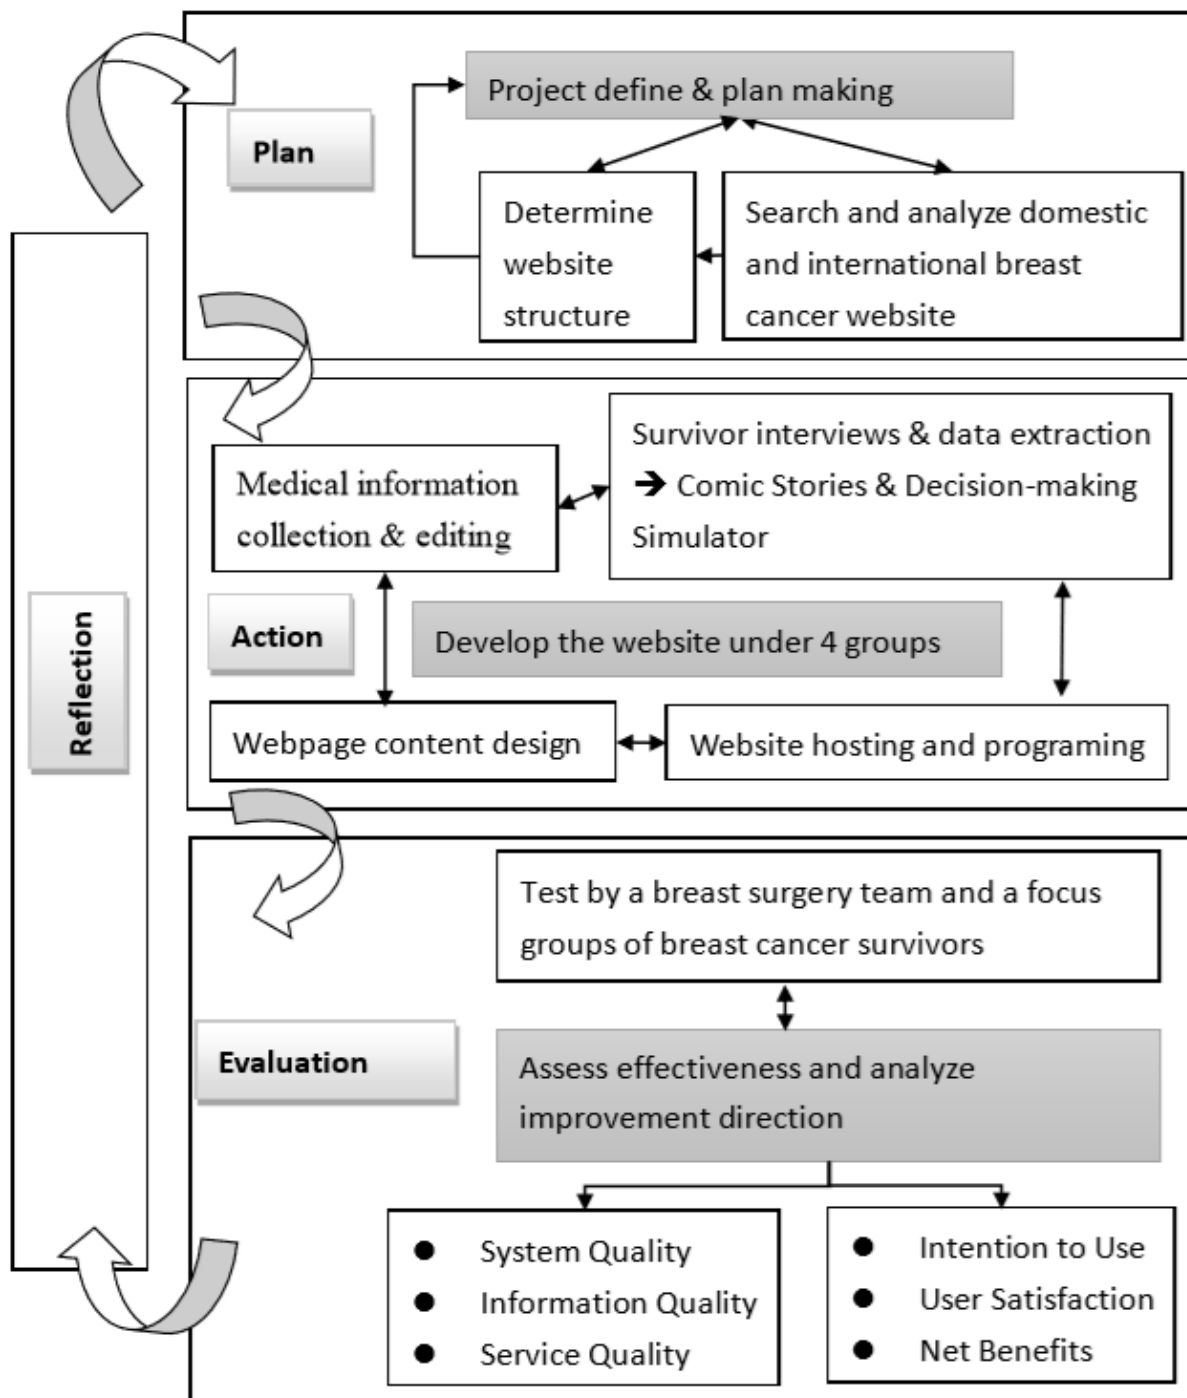 Project define & plan making
Plan
Determine
website
structure
Search and analyze domestic
and international breast
cancer website
Survivor interviews & data extraction
➔ Comic Stories & Decision-making
Simulator
Medical information
collection & editing
Reflection
Action
Develop the website under 4 groups
Webpage content design
Website hosting and programing
Test by a breast surgery team and a focus
groups of breast cancer survivors
Evaluation
Assess effectiveness and analyze
improvement direction
● System Quality
● Information Quality
● Service Quality
● Intention to Use
● User Satisfaction
● Net Benefits